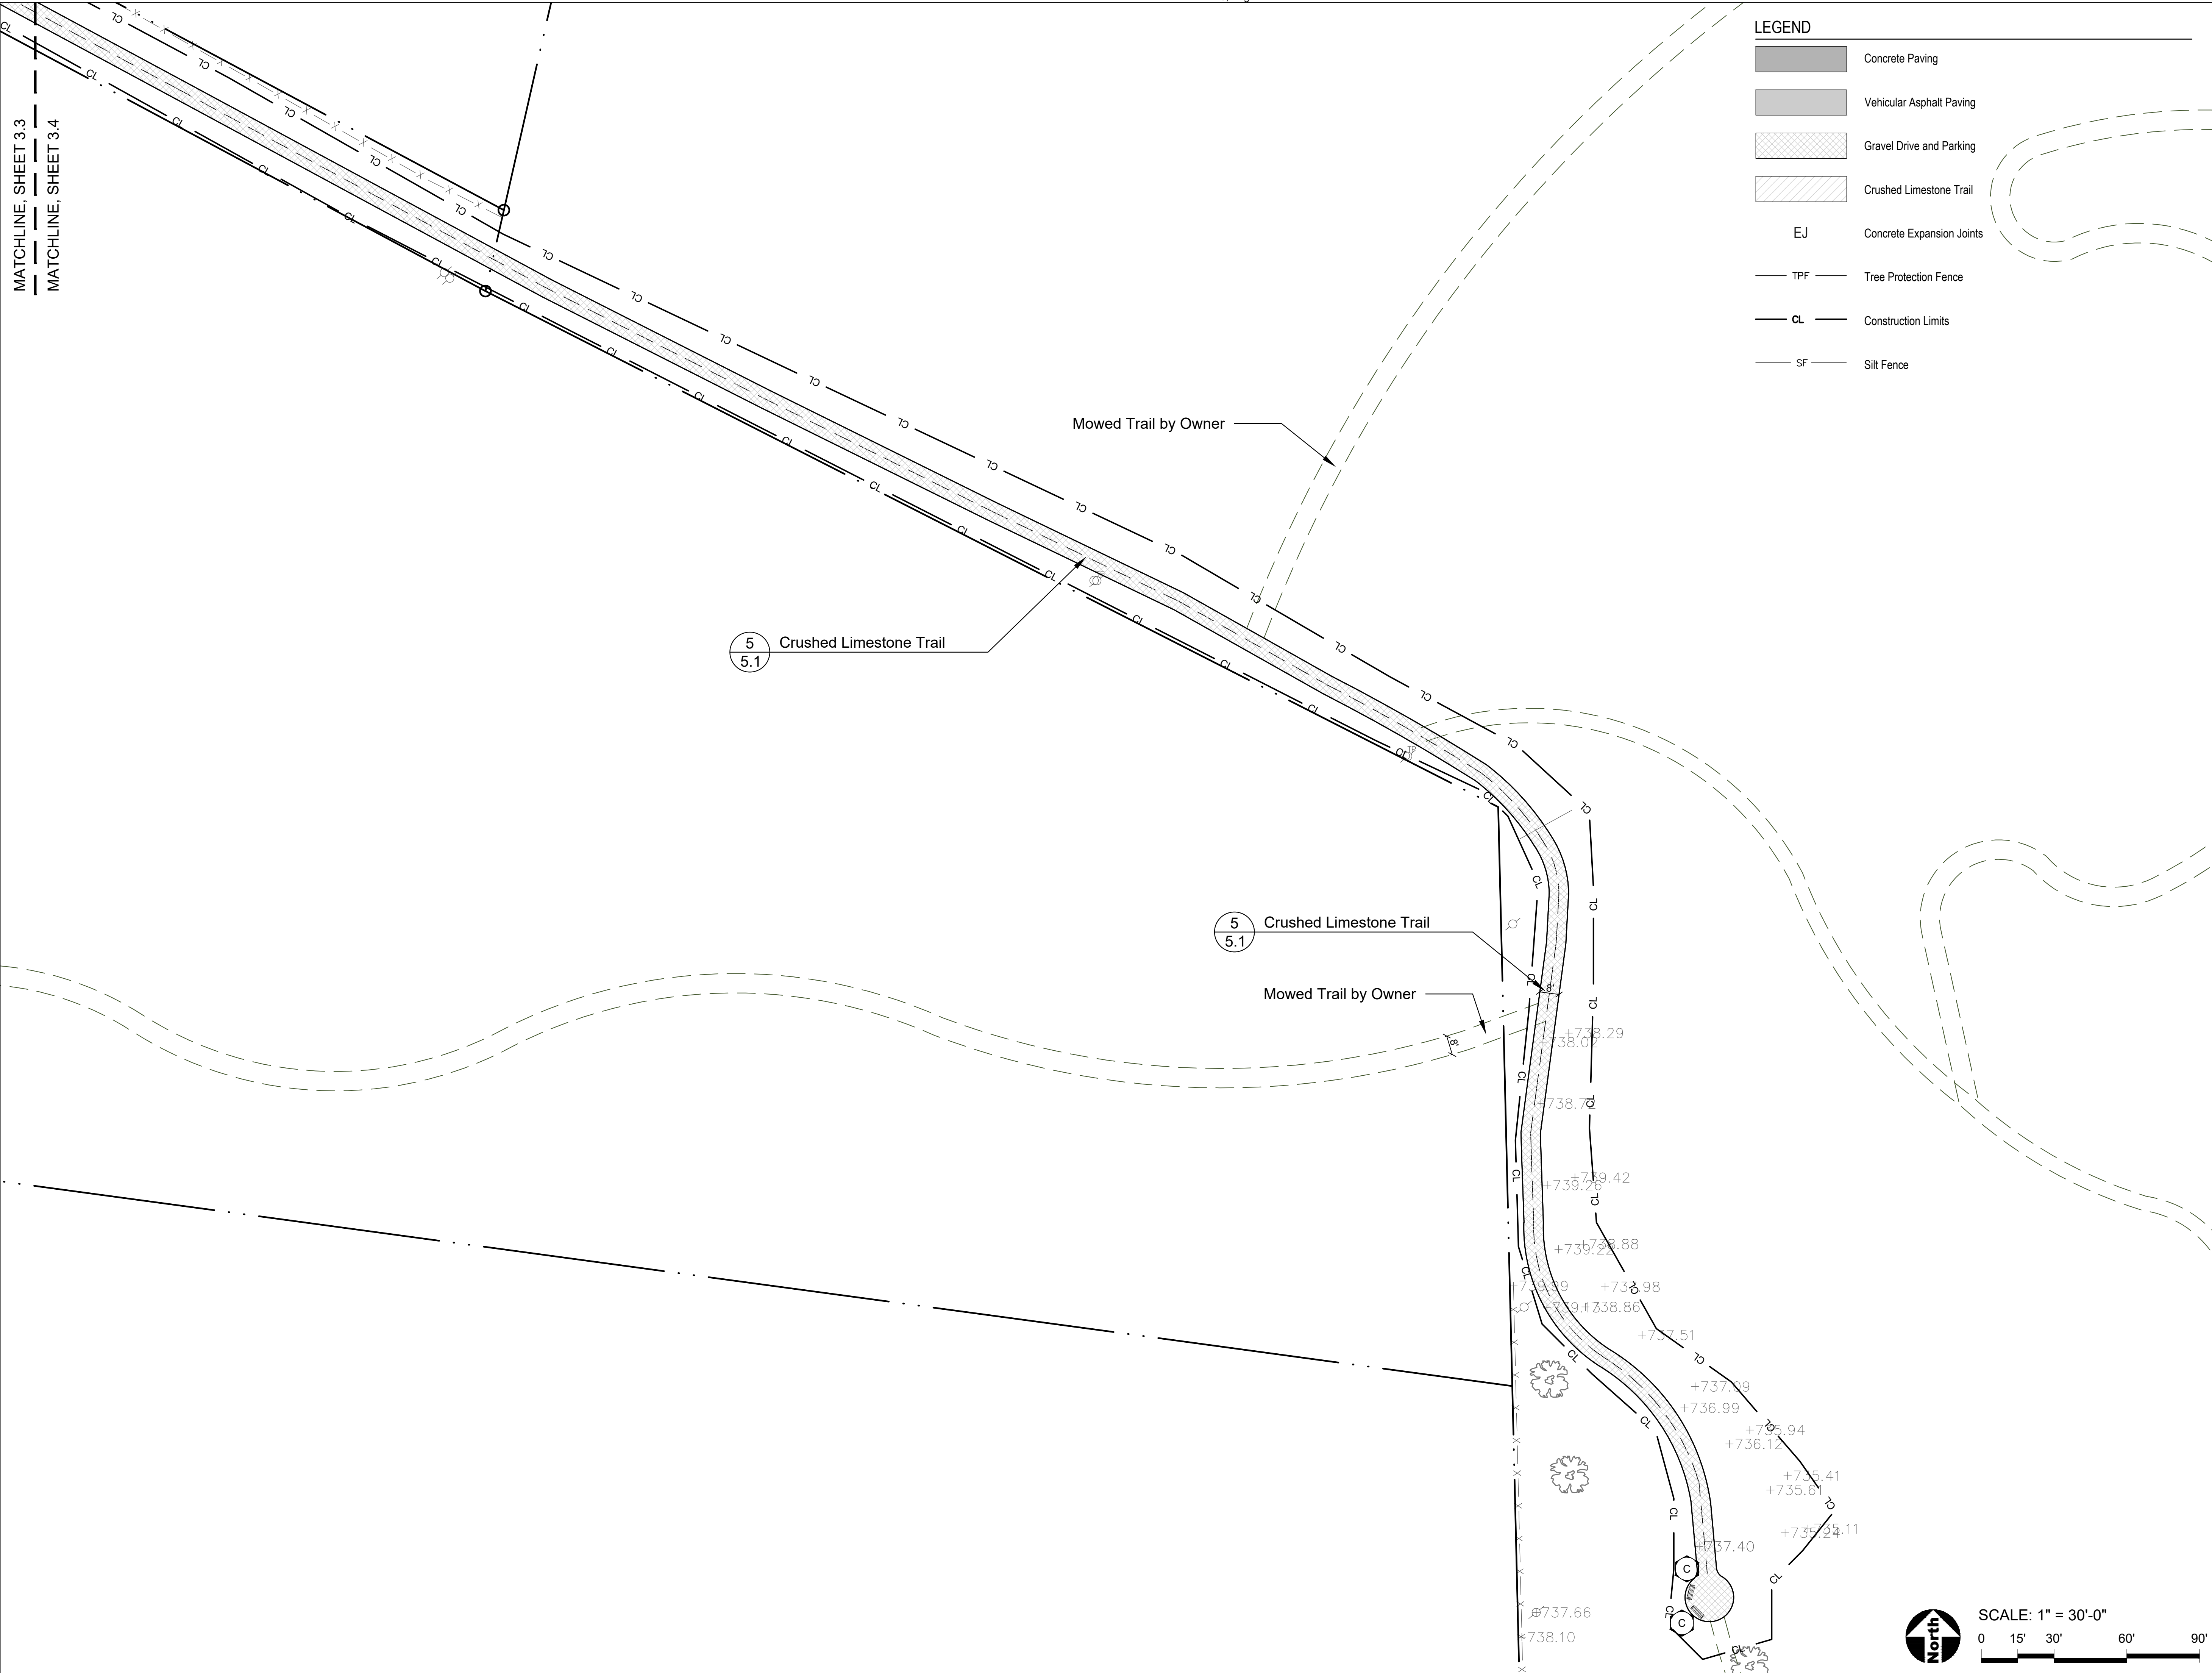 LEGEND
Concrete Paving
Vehicular Asphalt Paving
Gravel Drive and Parking
Crushed Limestone Trail
EJ Concrete Expansion Joints
TPF Tree Protection Fence
CL Construction Limits
SF Silt Fence
MATCHLINE, SHEET 3.3
MATCHLINE, SHEET 3.4
Mowed Trail by Owner
5
5.1
Crushed Limestone Trail
5
5.1
Crushed Limestone Trail
8'
Mowed Trail by Owner
8'
+738.29
+738.02
+739.42
+739.26
+738.88
+739.22
+738.86
+737.51
+737.09
+736.99
+735.94
+736.12
+735.41
+735.61
+735.11
+737.40
C
C
737.66
738.10
North
SCALE: 1" = 30'-0"
0 15' 30' 60' 90'